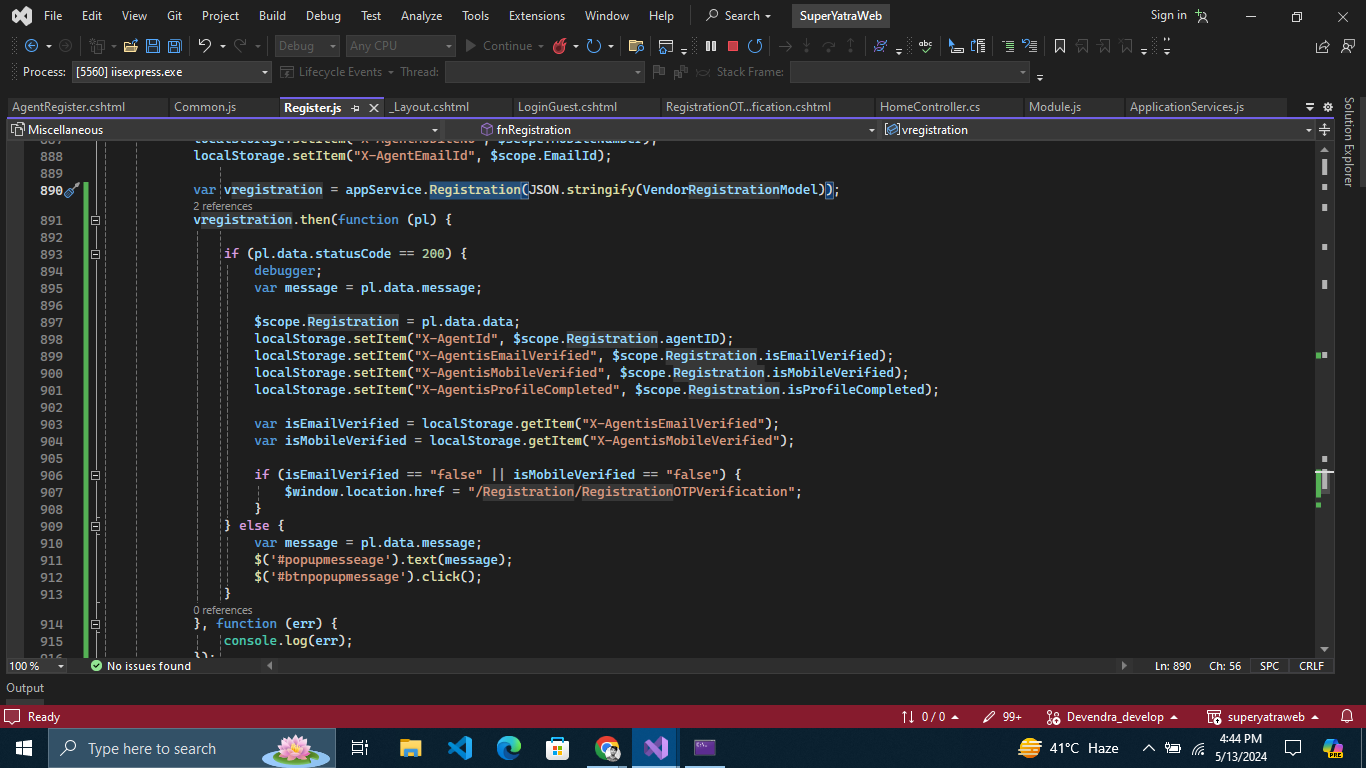 File Edit View Git Project Build Debug Test Analyze Tools Extensions Window Help Search SuperYatraWeb Sign in
Debug Any CPU Continue
Process: [5560] iisexpress.exe Lifecycle Events Thread: Stack Frame:
AgentRegister.cshtml Common.js Register.js _Layout.cshtml LoginGuest.cshtml RegistrationOT...fication.cshtml HomeController.cs Module.js ApplicationServices.js
Solution Explorer
Miscellaneous fnRegistration vregistration
888 localStorage.setItem("X-AgentEmailId", $scope.EmailId);
889
890 var vregistration = appService.Registration(JSON.stringify(VendorRegistrationModel));
2 references
891 vregistration.then(function (pl) {
892
893 if (pl.data.statusCode == 200) {
894 debugger;
895 var message = pl.data.message;
896
897 $scope.Registration = pl.data.data;
898 localStorage.setItem("X-AgentId", $scope.Registration.agentID);
899 localStorage.setItem("X-AgentisEmailVerified", $scope.Registration.isEmailVerified);
900 localStorage.setItem("X-AgentisMobileVerified", $scope.Registration.isMobileVerified);
901 localStorage.setItem("X-AgentisProfileCompleted", $scope.Registration.isProfileCompleted);
902
903 var isEmailVerified = localStorage.getItem("X-AgentisEmailVerified");
904 var isMobileVerified = localStorage.getItem("X-AgentisMobileVerified");
905
906 if (isEmailVerified == "false" || isMobileVerified == "false") {
907 $window.location.href = "/Registration/RegistrationOTPVerification";
908 }
909 } else {
910 var message = pl.data.message;
911 $('#popupmesseage').text(message);
912 $('#btnpopupmessage').click();
913 }
0 references
914 }, function (err) {
915 console.log(err);
100 % No issues found Ln: 890 Ch: 56 SPC CRLF
Output
Ready 0 / 0 99+ Devendra_develop superyatraweb
Type here to search 41°C Haze 4:44 PM
5/13/2024